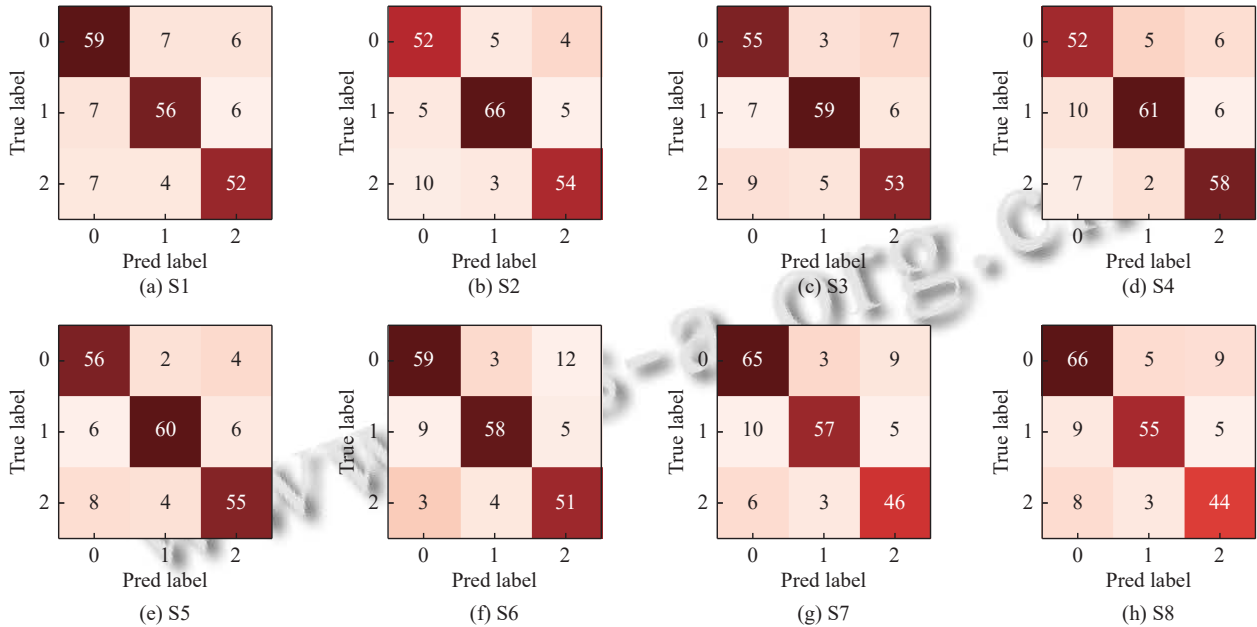 0 59 7 6
1 7 56 6
2 7 4 52
0 1 2
True label
Pred label
(a) S1
0 52 5 4
1 5 66 5
2 10 3 54
0 1 2
True label
Pred label
(b) S2
0 55 3 7
1 7 59 6
2 9 5 53
0 1 2
True label
Pred label
(c) S3
0 52 5 6
1 10 61 6
2 7 2 58
0 1 2
True label
Pred label
(d) S4
0 56 2 4
1 6 60 6
2 8 4 55
0 1 2
True label
Pred label
(e) S5
0 59 3 12
1 9 58 5
2 3 4 51
0 1 2
True label
Pred label
(f) S6
0 65 3 9
1 10 57 5
2 6 3 46
0 1 2
True label
Pred label
(g) S7
0 66 5 9
1 9 55 5
2 8 3 44
0 1 2
True label
Pred label
(h) S8